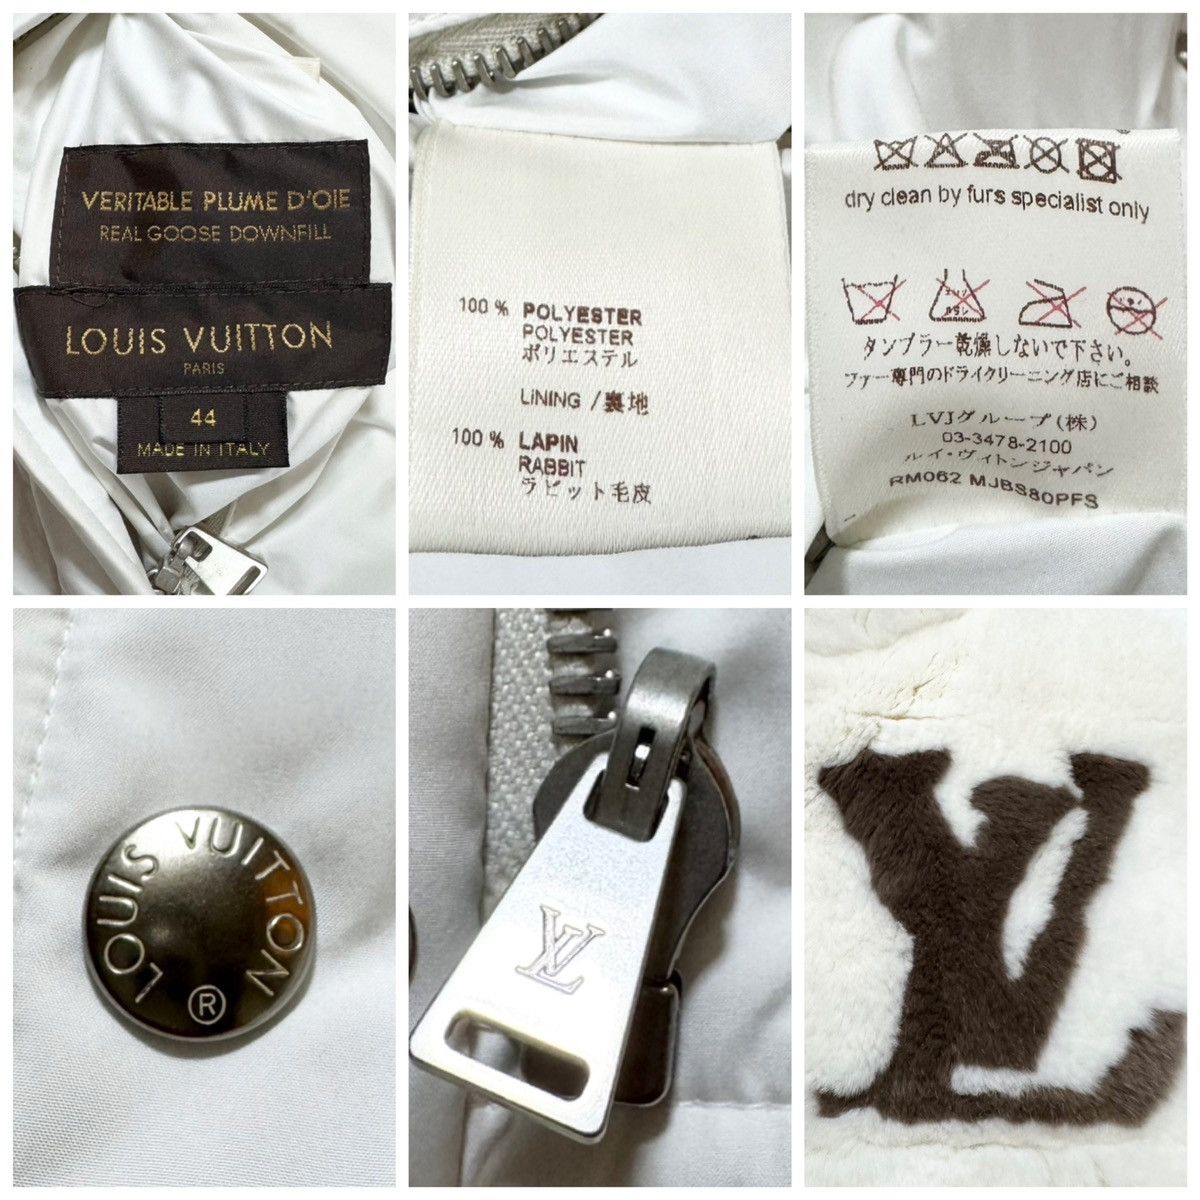 VERITABLE PLUME D'OIE
REAL GOOSE DOWNFILL
LOUIS VUITTON
PARIS
44
MADE IN ITALY
100 % POLYESTER
POLYESTER
ポリエステル
LINING / 裏地
100 % LAPIN
RABBIT
ラビット毛皮
dry clean by furs specialist only
タンブラー乾燥しないで下さい。
ファー専門のドライクリーニング店にご相談
LVJグループ(株)
03-3478-2100
ルイ・ヴィトンジャパン
RM062 MJBS80PFS
LOUIS VUITTON
®
LV
LV